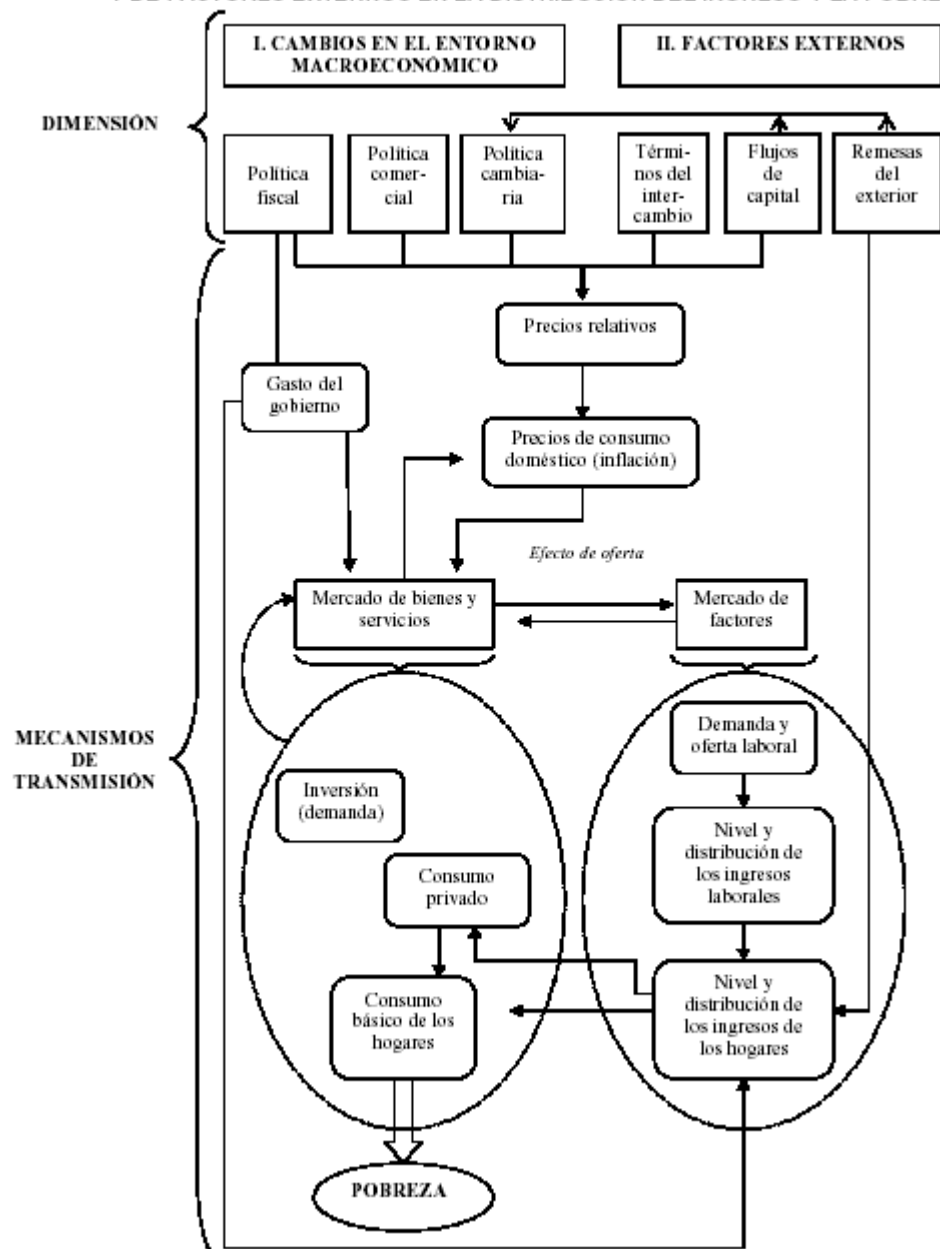 I. CAMBIOS EN EL ENTORNO
MACROECONÓMICO
II. FACTORES EXTERNOS
DIMENSIÓN
Política
fiscal
Política
comer-
cial
Política
cambia-
ria
Térmi-
nos del
inter-
cambio
Flujos
de
capital
Remesas
del
exterior
Precios relativos
Gasto del
gobierno
Precios de consumo
doméstico (inflación)
Efecto de oferta
Mercado de bienes y
servicios
Mercado de
factores
MECANISMOS
DE
TRANSMISIÓN
Demanda y
oferta laboral
Inversión
(demanda)
Nivel y
distribución de
los ingresos
laborales
Consumo
privado
Nivel y
distribución de
los ingresos de
los hogares
Consumo
básico de los
hogares
POBREZA